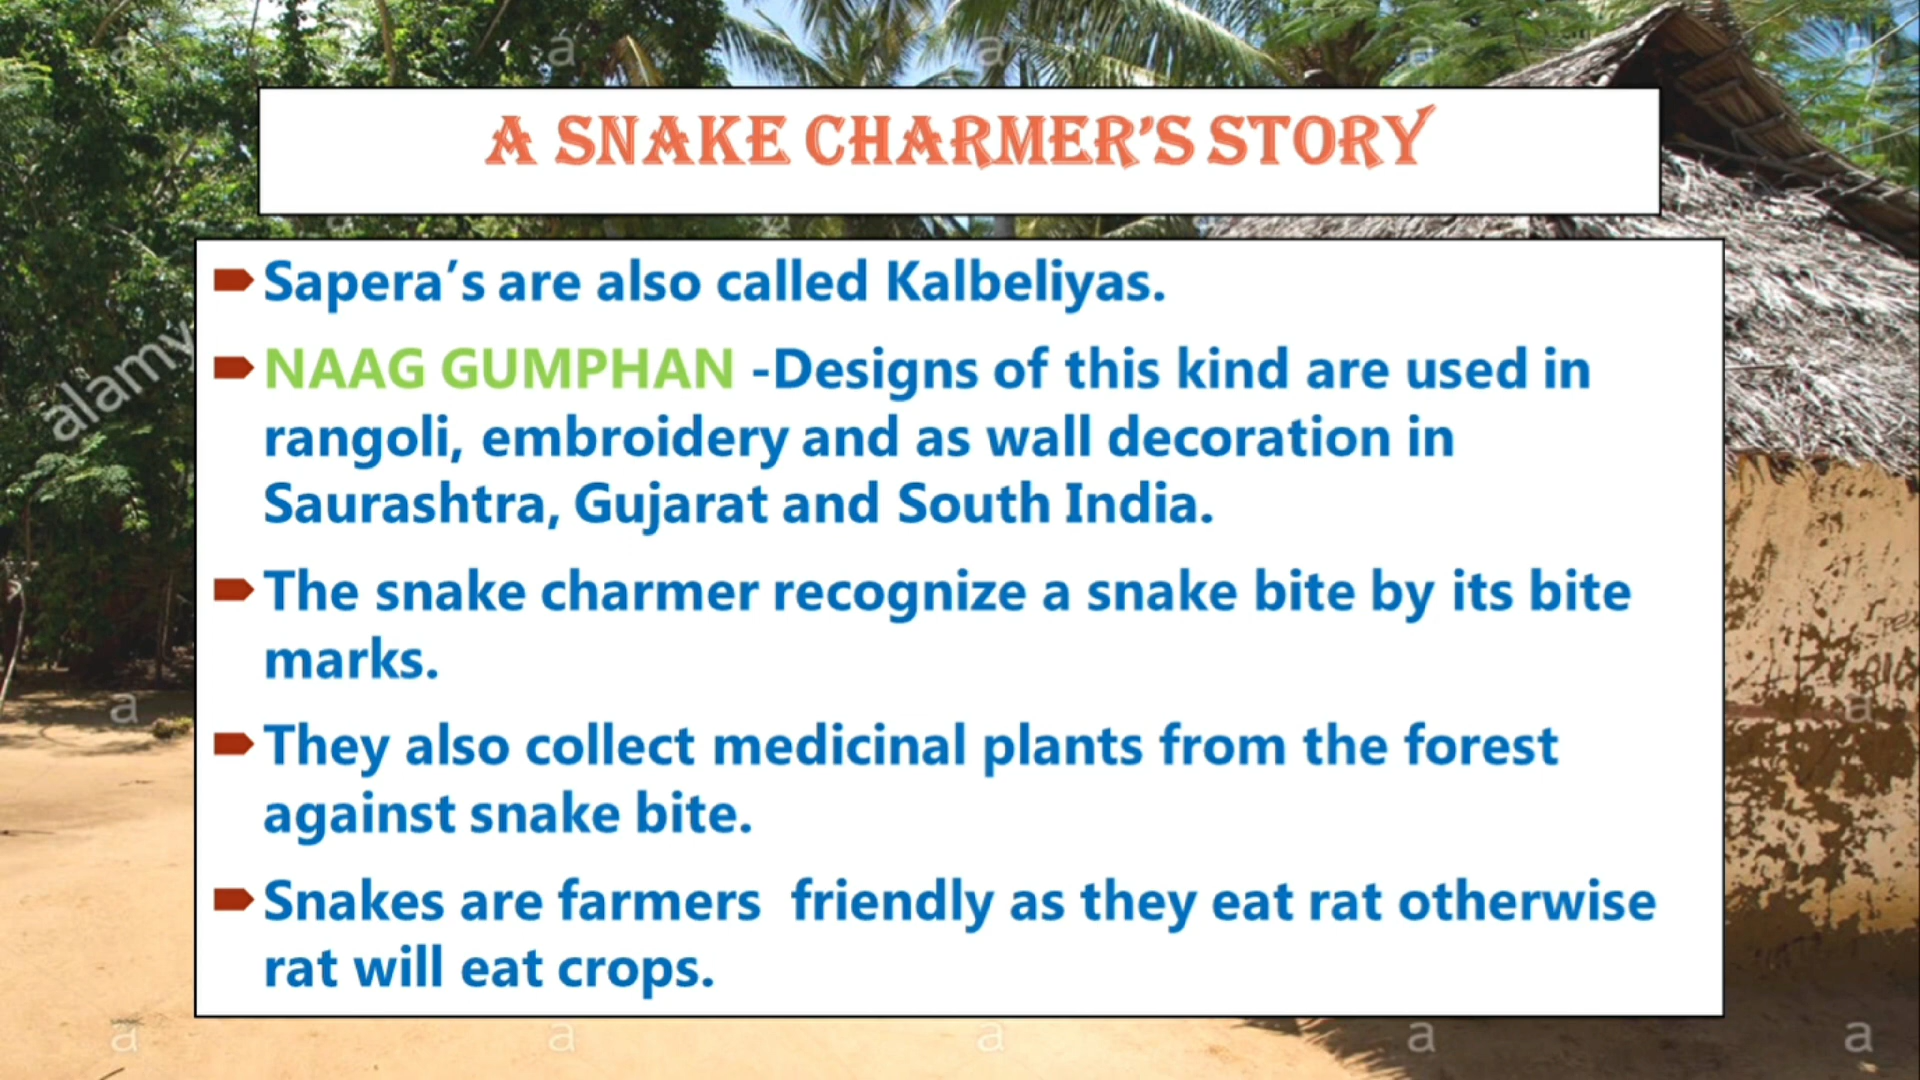 A SNAKE CHARMER'S STORY
Sapera's are also called Kalbeliyas.
NAAG GUMPHAN -Designs of this kind are used in
rangoli, embroidery and as wall decoration in
Saurashtra, Gujarat and South India.
The snake charmer recognize a snake bite by its bite
marks.
They also collect medicinal plants from the forest
against snake bite.
Snakes are farmers  friendly as they eat rat otherwise
rat will eat crops.
alamy
a
a
a
a
a
a
a
a
a
a
a